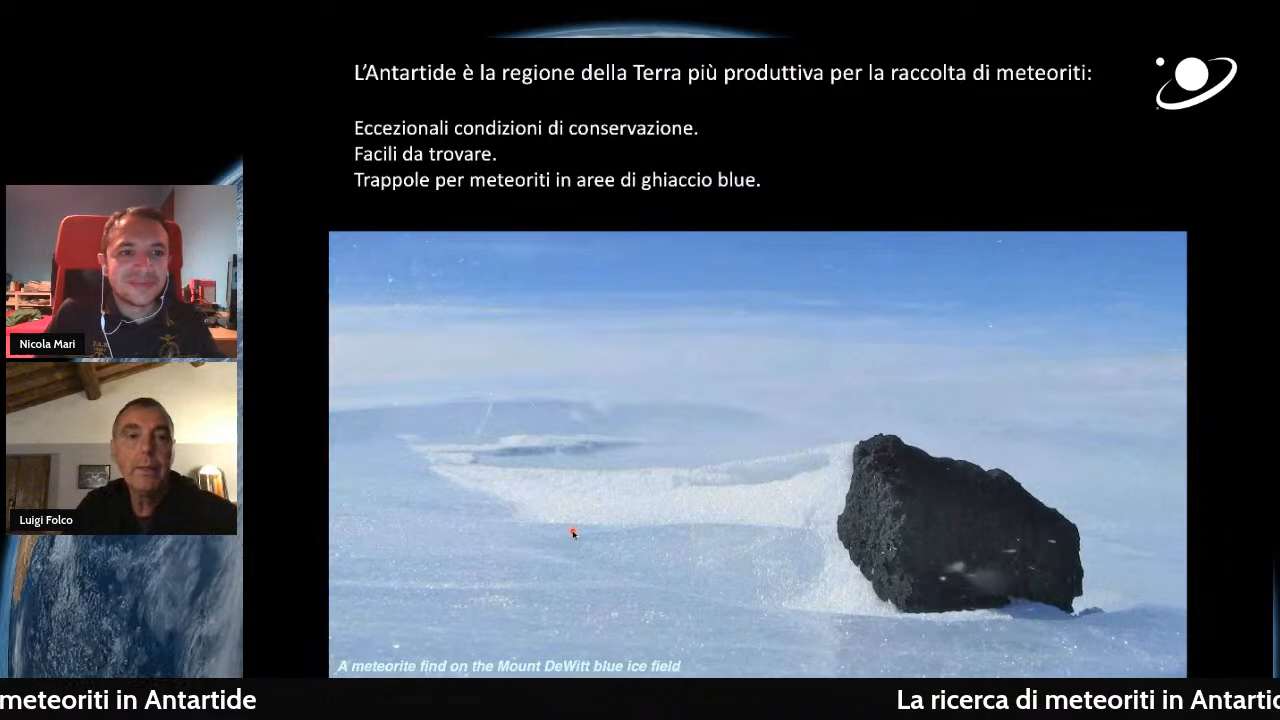 L'Antartide è la regione della Terra più produttiva per la raccolta di meteoriti:
Eccezionali condizioni di conservazione.
Facili da trovare.
Trappole per meteoriti in aree di ghiaccio blue.
Nicola Mari
Luigi Folco
A meteorite find on the Mount DeWitt blue ice field
meteoriti in Antartide
La ricerca di meteoriti in Antartic